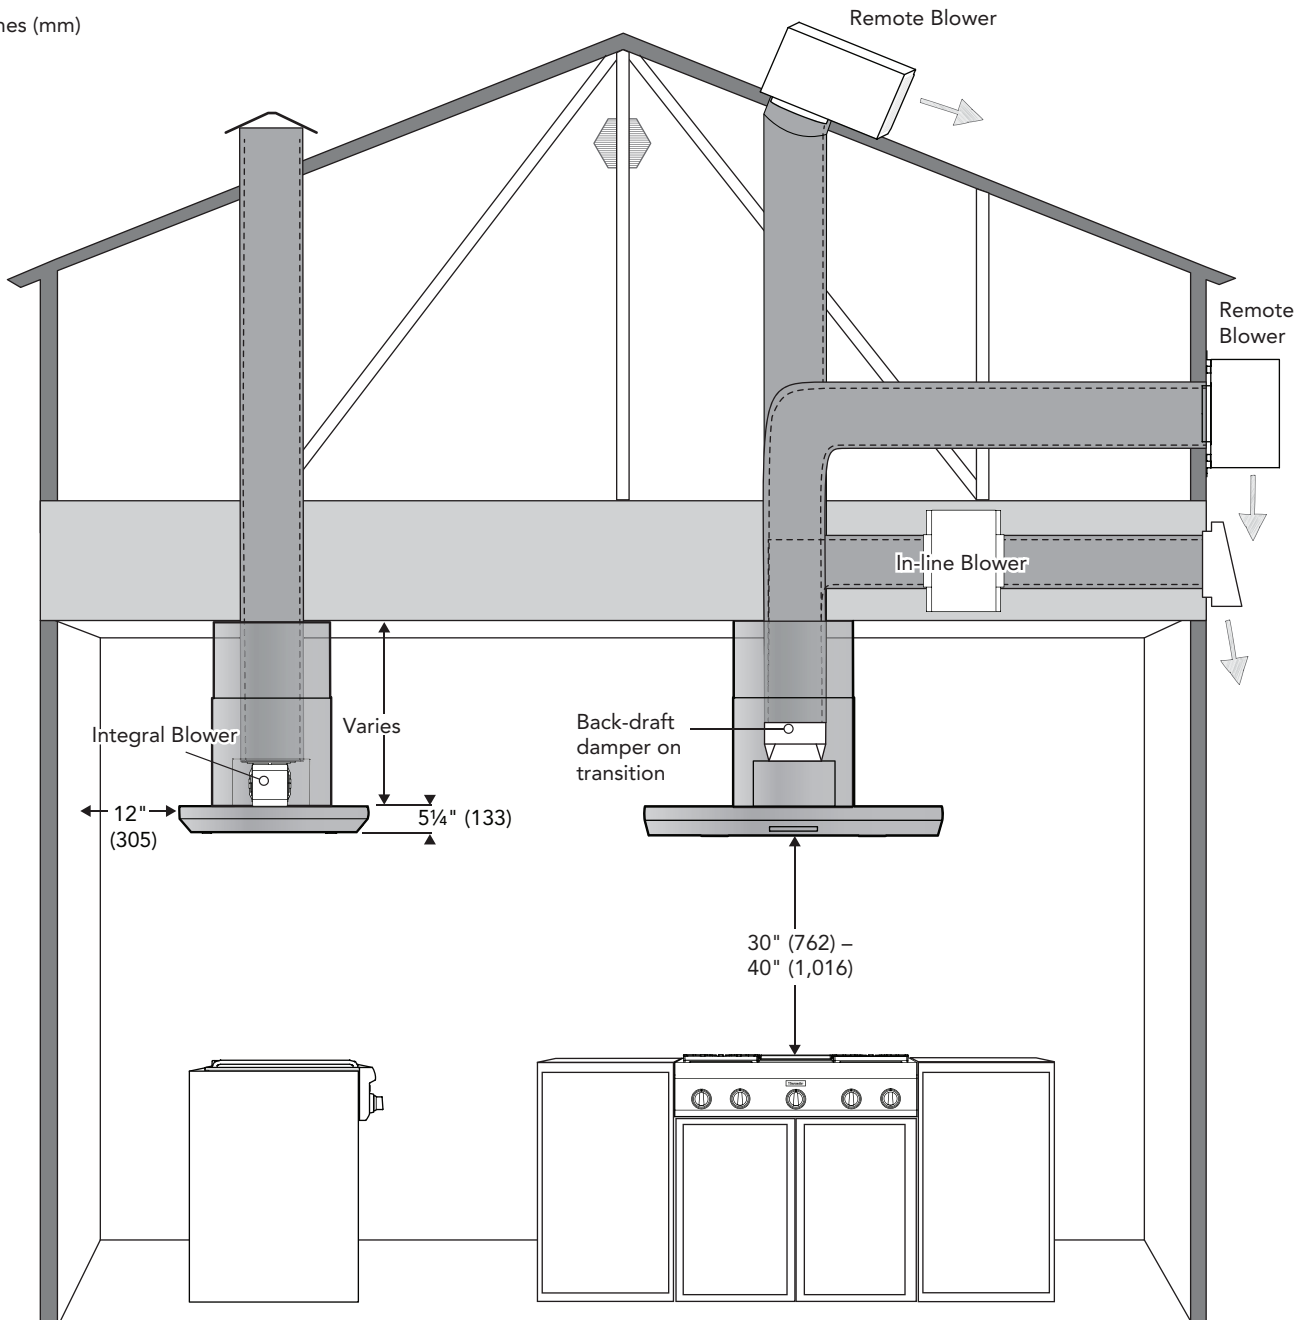 nes (mm)
Remote Blower
Remote
Blower
In-line Blower
Integral Blower
Varies
Back-draft
damper on
transition
12"
(305)
5¼" (133)
30" (762) –
40" (1,016)